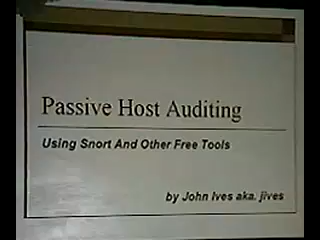 Passive Host Auditing
Using Snort And Other Free Tools
by John Ives aka. jives